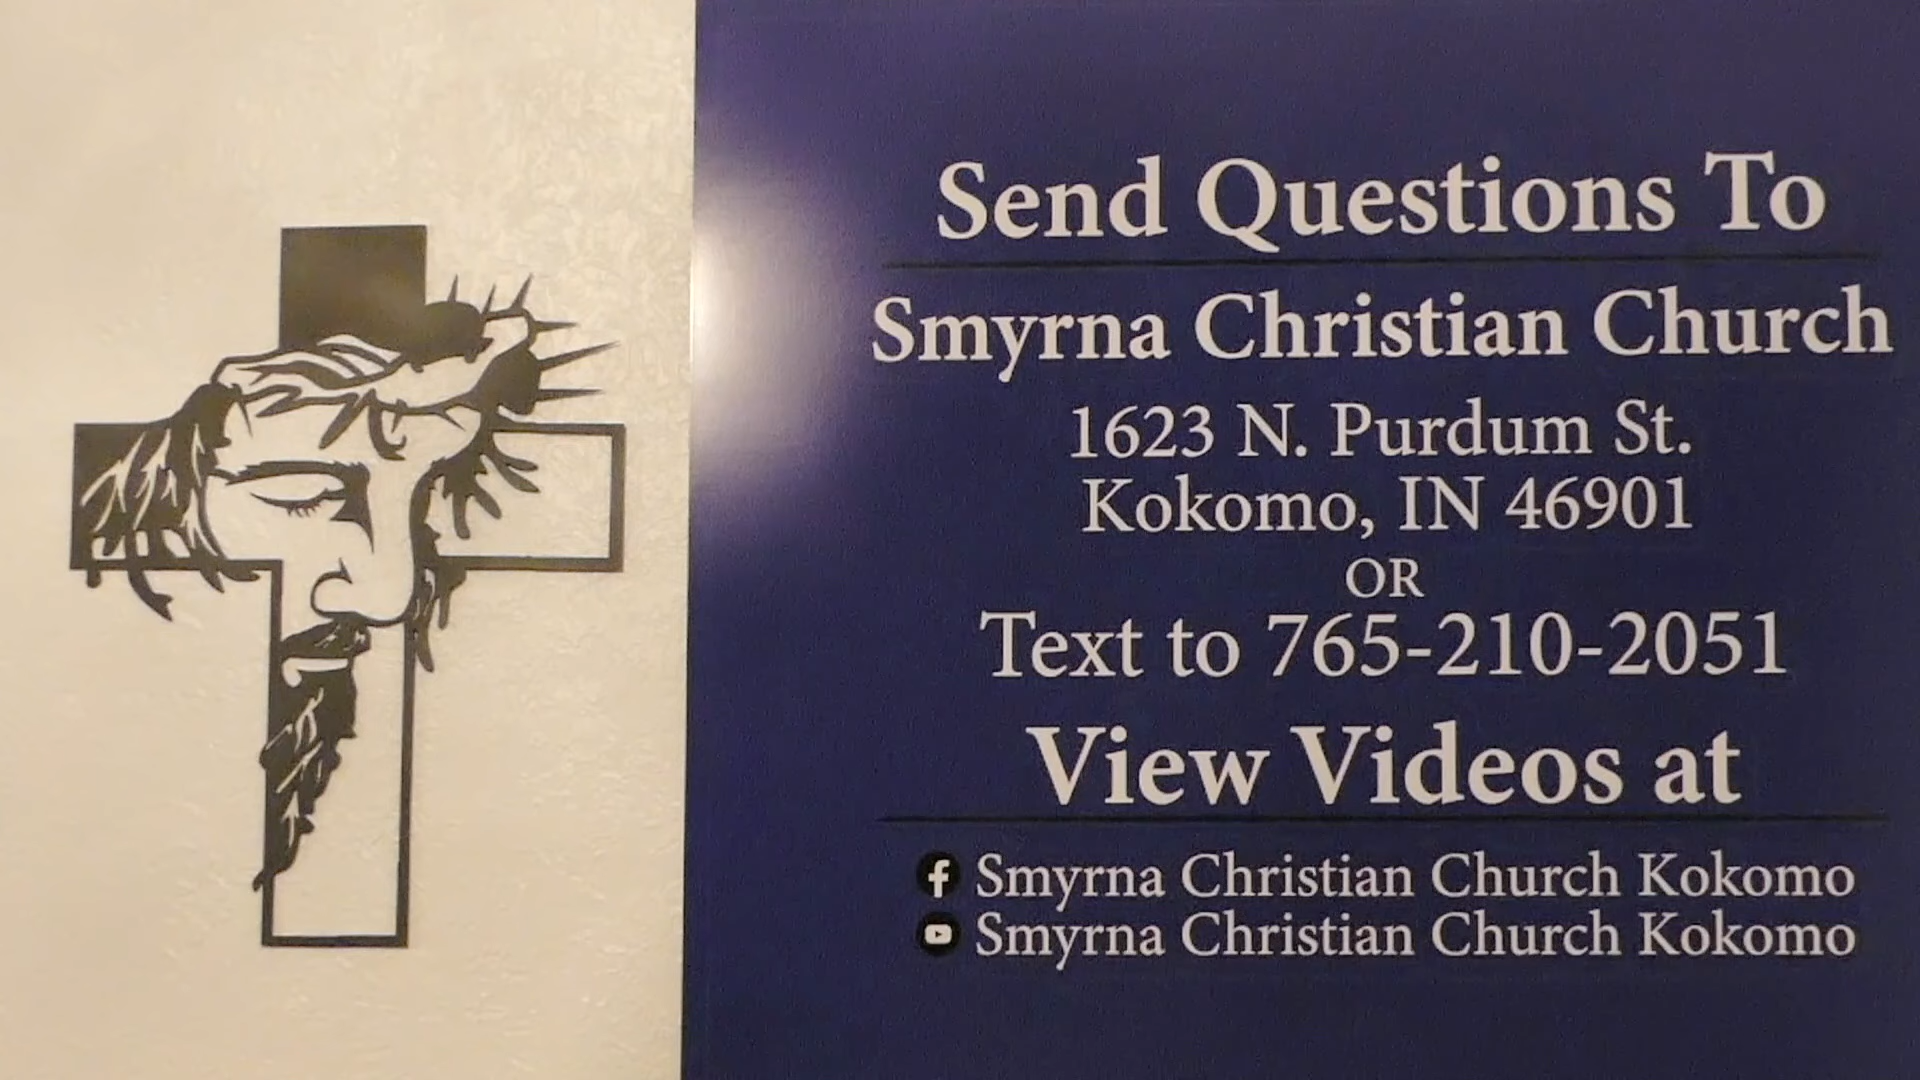 Send Questions To
Smyrna Christian Church
1623 N. Purdum St.
Kokomo, IN 46901
OR
Text to 765-210-2051
View Videos at
Smyrna Christian Church Kokomo
Smyrna Christian Church Kokomo